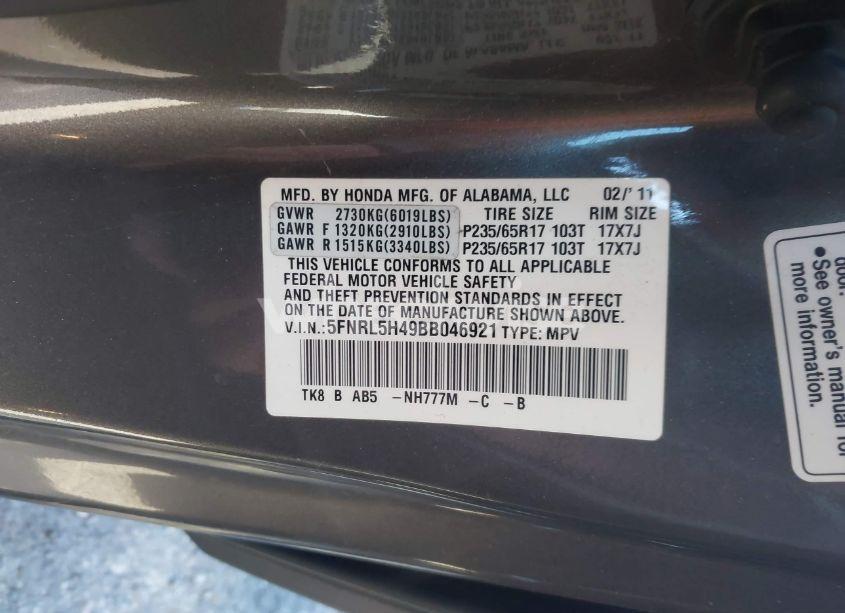 MFD. BY HONDA MFG. OF ALABAMA, LLC 02/' 11
GVWR 2730KG(6019LBS) TIRE SIZE RIM SIZE
GAWR F 1320KG(2910LBS) P235/65R17 103T 17X7J
GAWR R 1515KG(3340LBS) P235/65R17 103T 17X7J
THIS VEHICLE CONFORMS TO ALL APPLICABLE
FEDERAL MOTOR VEHICLE SAFETY
AND THEFT PREVENTION STANDARDS IN EFFECT
ON THE DATE OF MANUFACTURE SHOWN ABOVE.
V.I.N.:5FNRL5H49BB046921 TYPE: MPV
TK8 B AB5 -NH777M -C -B
door.
•See owner's manual for
more information.